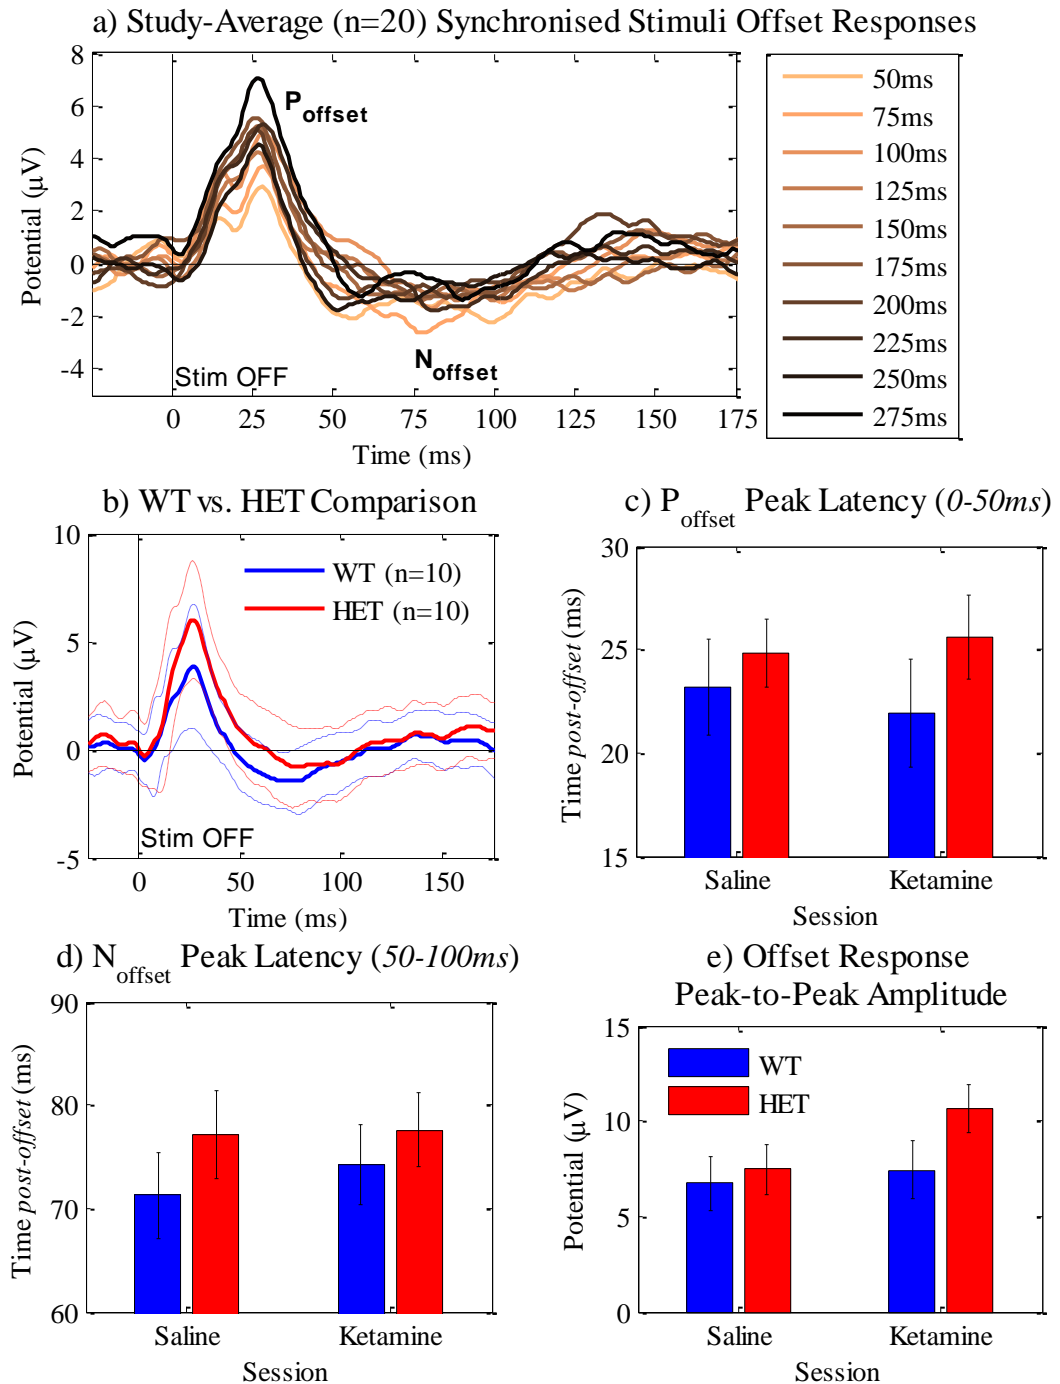 a) Study-Average (n=20) Synchronised Stimuli Offset Responses
8
6
4
2
0
-2
-4
Potential (μV)
P offset
N offset
Stim OFF
0
25
50
75
100
125
150
175
Time (ms)
50ms
75ms
100ms
125ms
150ms
175ms
200ms
225ms
250ms
275ms
b) WT vs. HET Comparison
10
5
0
-5
Potential (μV)
WT (n=10)
HET (n=10)
Stim OFF
0
50
100
150
Time (ms)
c) P offset Peak Latency (0-50ms)
30
25
20
15
Time post-offset (ms)
Saline
Ketamine
Session
d) N offset Peak Latency (50-100ms)
90
80
70
60
Time post-offset (ms)
Saline
Ketamine
Session
e) Offset Response
Peak-to-Peak Amplitude
15
10
5
0
Potential (μV)
WT
HET
Saline
Ketamine
Session